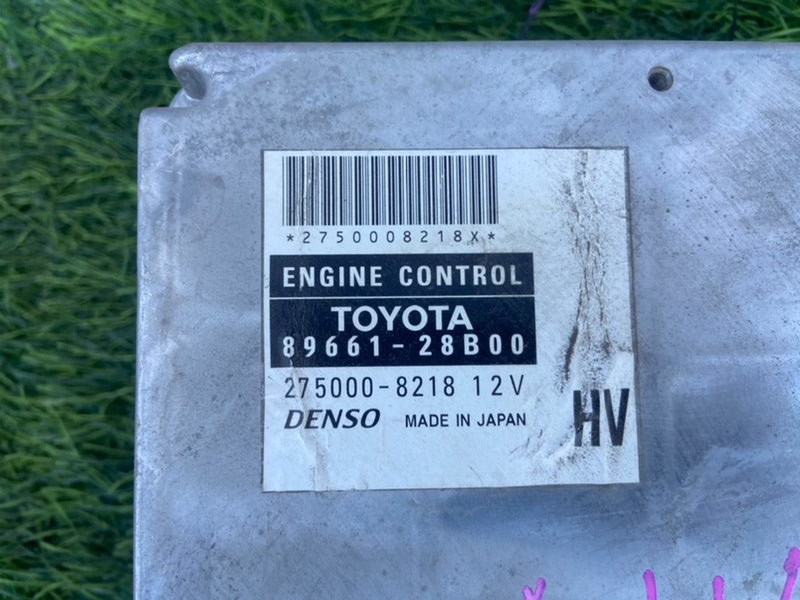 *2750008218X*
ENGINE CONTROL
TOYOTA
89661-28B00
275000-8218 12V
DENSO MADE IN JAPAN HV